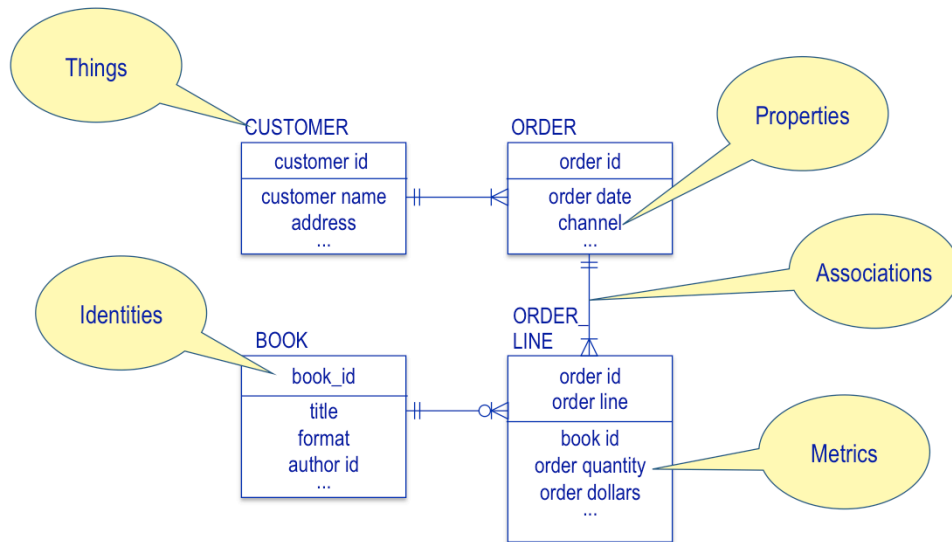 Things
CUSTOMER
customer id
customer name
address
...
ORDER
order id
order date
channel
...
Properties
Associations
Identities
BOOK
book_id
title
format
author id
...
ORDER_
LINE
order id
order line
book id
order quantity
order dollars
...
Metrics